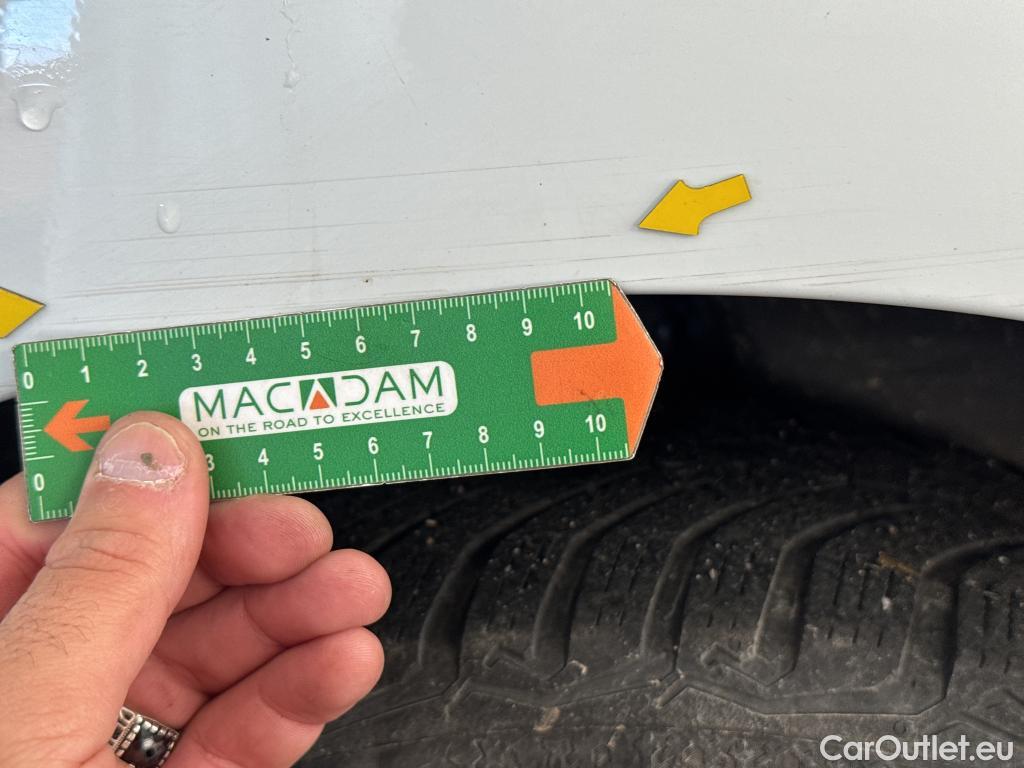 0 1 2 3 4 5 6 7 8 9 10
MACADAM
ON THE ROAD TO EXCELLENCE
0 3 4 5 6 7 8 9 10
CarOutlet.eu